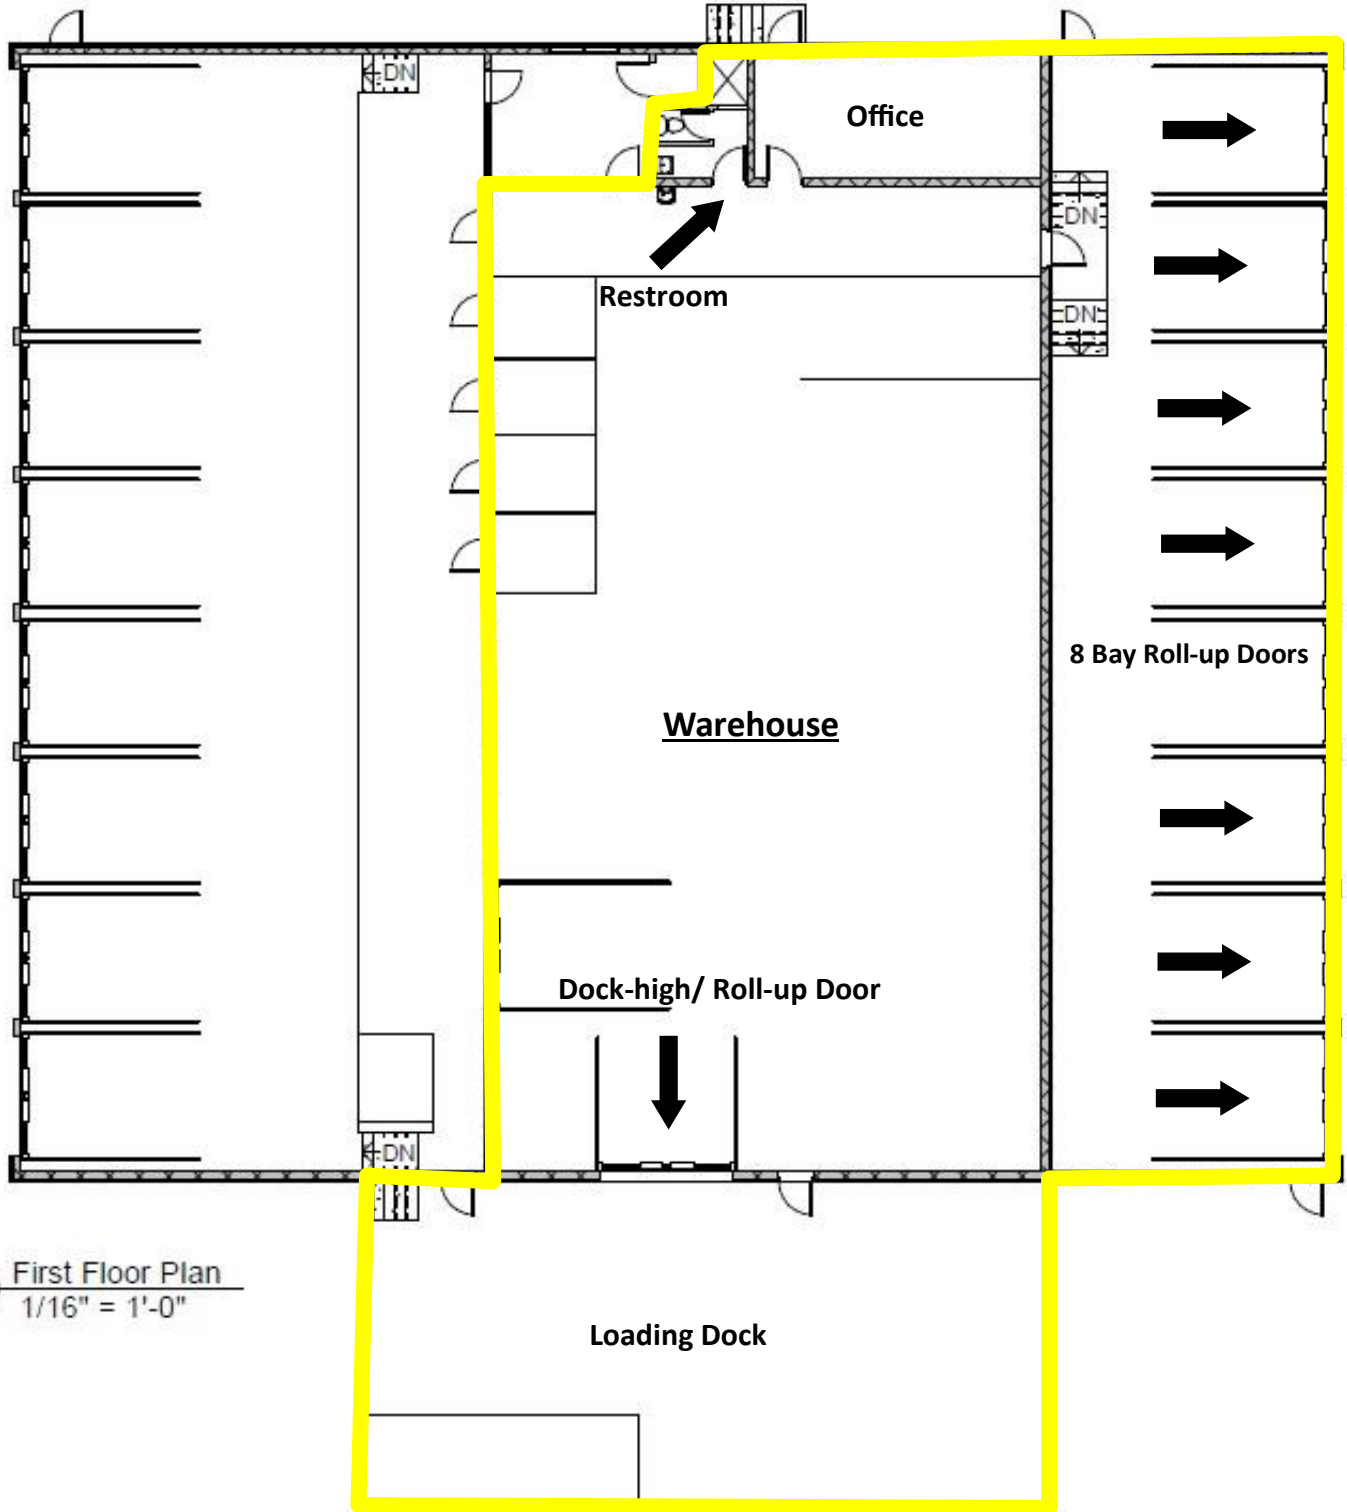 DN
Office
DN
Restroom
DN
8 Bay Roll-up Doors
Warehouse
Dock-high/ Roll-up Door
DN
First Floor Plan
1/16" = 1'-0"
Loading Dock